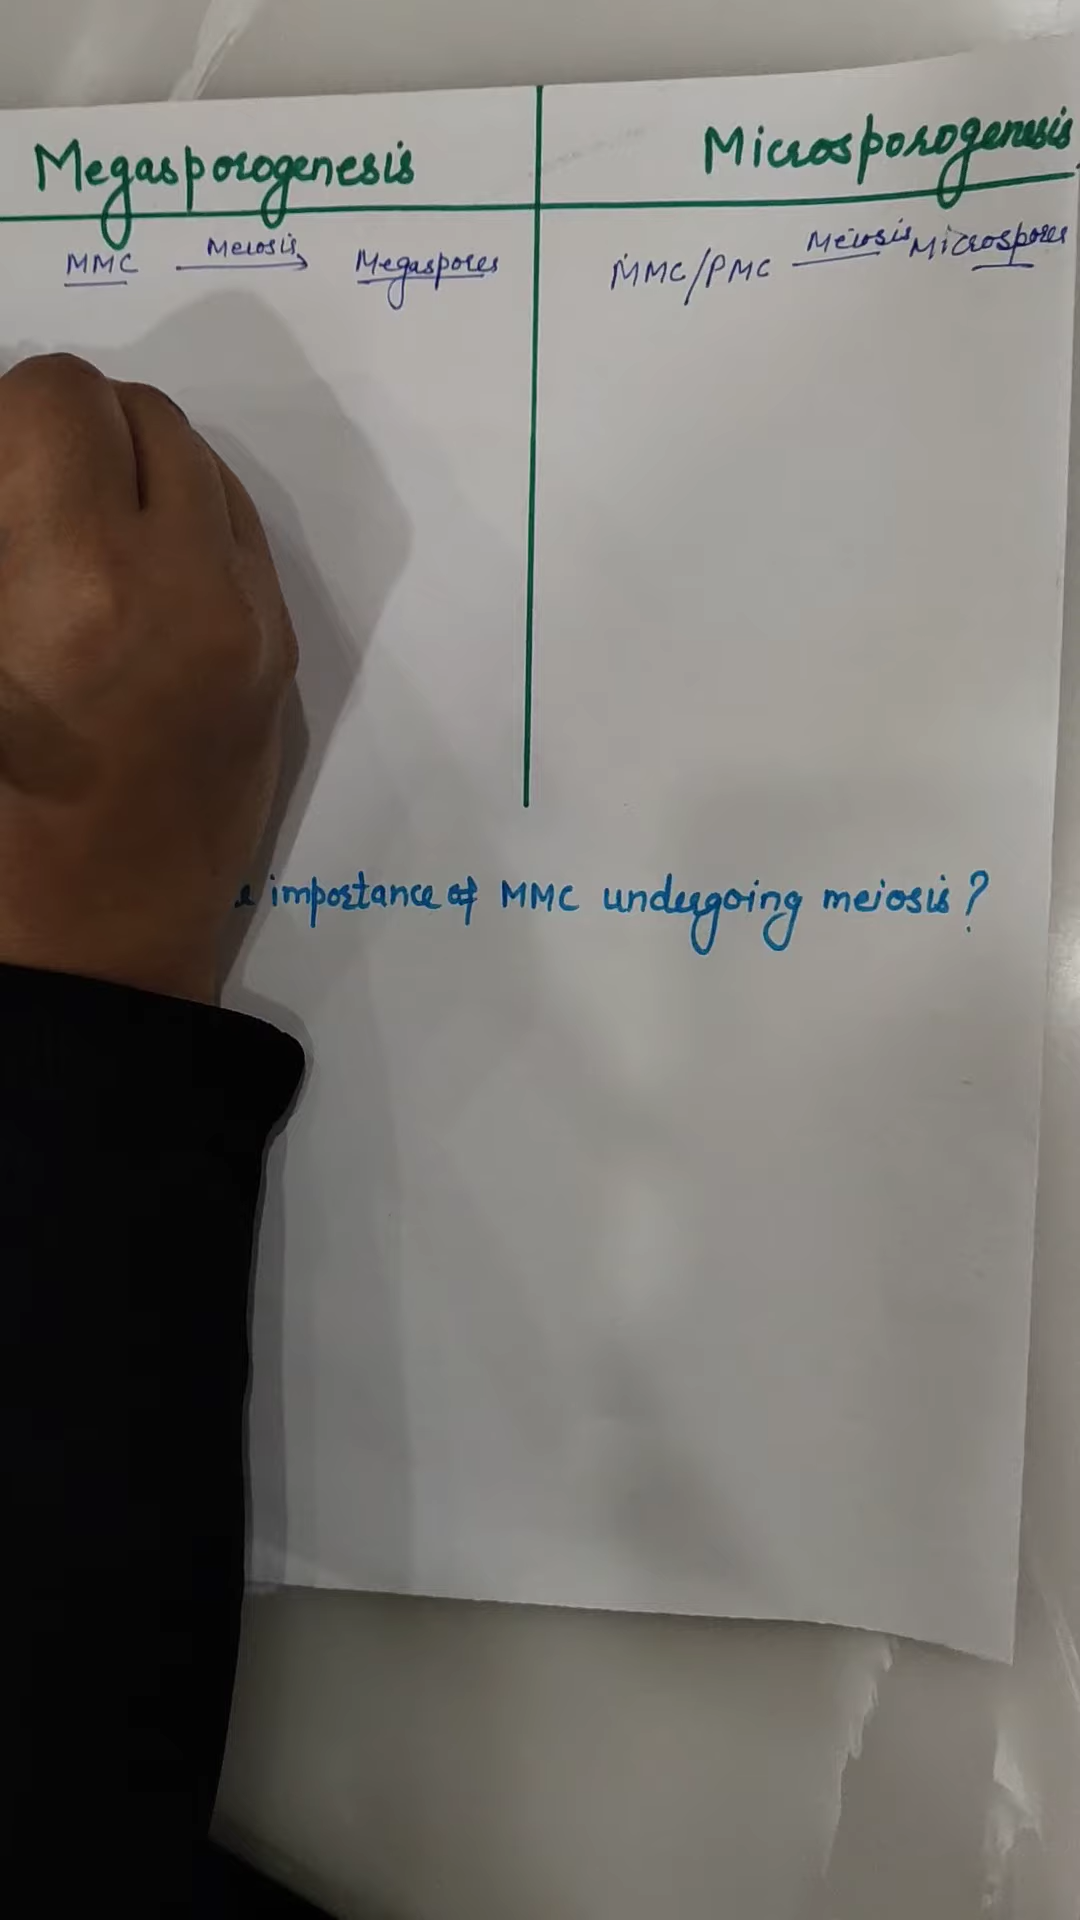 Megasporogenesis
Microsporogenesis
MMC Meiosis Megaspores
MMC/PMC Meiosis Microspores
importance of MMC undergoing meiosis?